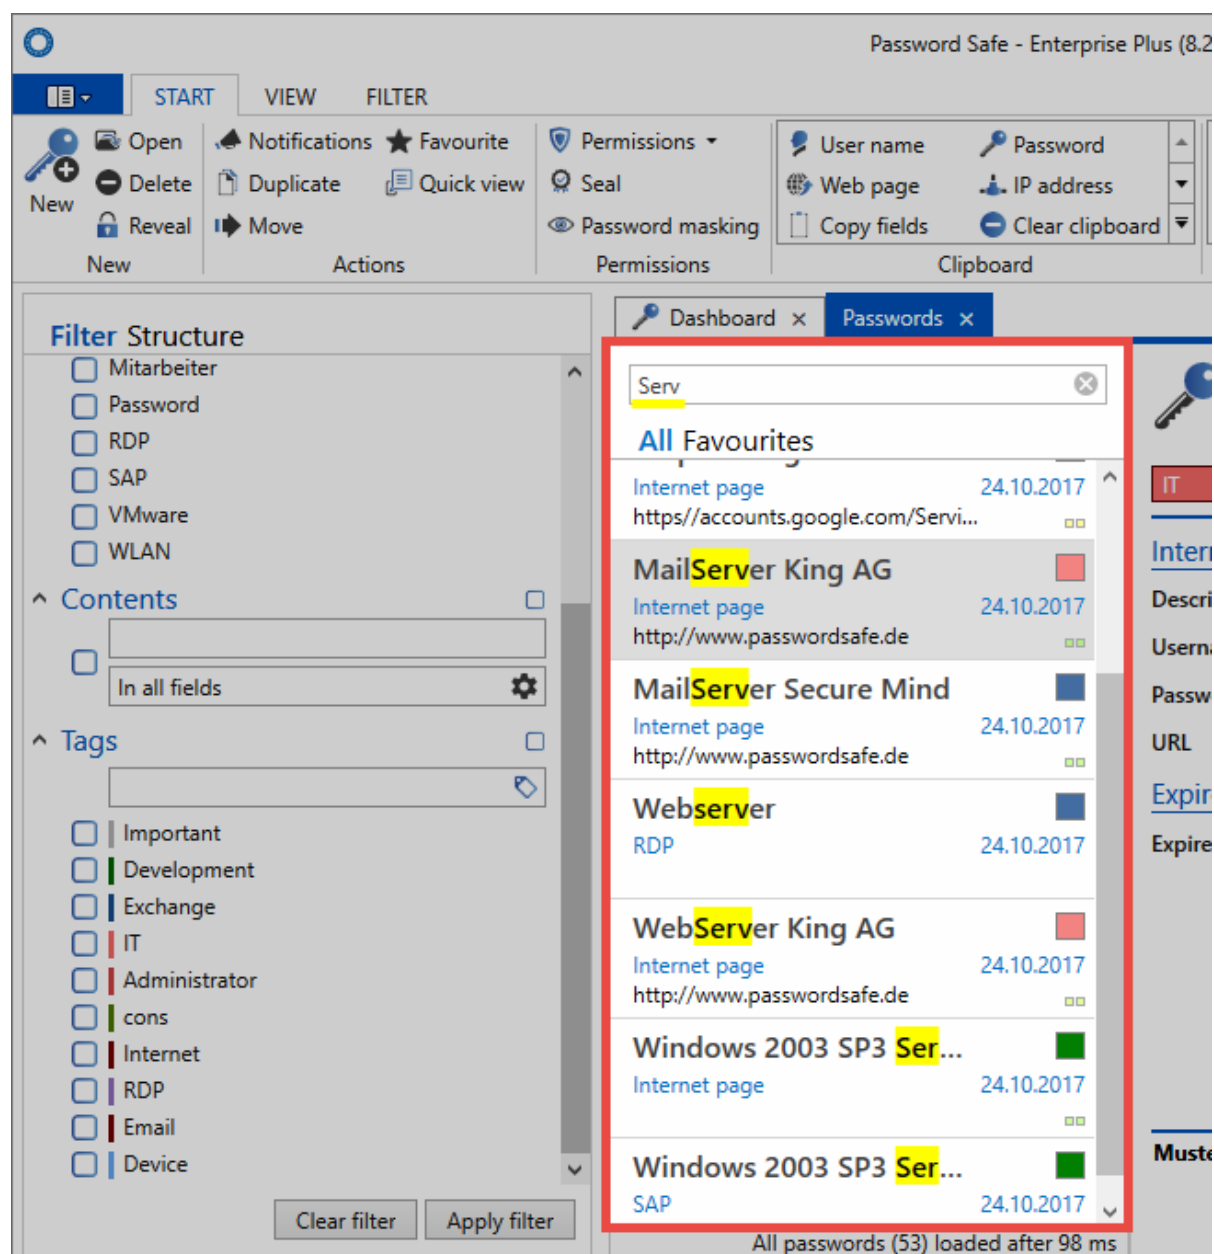 Password Safe - Enterprise Plus (8.2
START VIEW FILTER
New
Open
Delete
Reveal
New
Notifications
Favourite
Duplicate
Quick view
Move
Actions
Permissions
Seal
Password masking
Permissions
User name
Password
Web page
IP address
Copy fields
Clear clipboard
Clipboard
Filter Structure
Mitarbeiter
Password
RDP
SAP
VMware
WLAN
Contents
In all fields
Tags
Important
Development
Exchange
IT
Administrator
cons
Internet
RDP
Email
Device
Clear filter
Apply filter
Dashboard
Passwords
Serv
All Favourites
Internet page 24.10.2017
https//accounts.google.com/Servi...
MailServer King AG
Internet page 24.10.2017
http://www.passwordsafe.de
MailServer Secure Mind
Internet page 24.10.2017
http://www.passwordsafe.de
Webserver
RDP 24.10.2017
WebServer King AG
Internet page 24.10.2017
http://www.passwordsafe.de
Windows 2003 SP3 Ser...
Internet page 24.10.2017
Windows 2003 SP3 Ser...
SAP 24.10.2017
All passwords (53) loaded after 98 ms
IT
Intern
Descri
Userna
Passw
URL
Expir
Expire
Muste